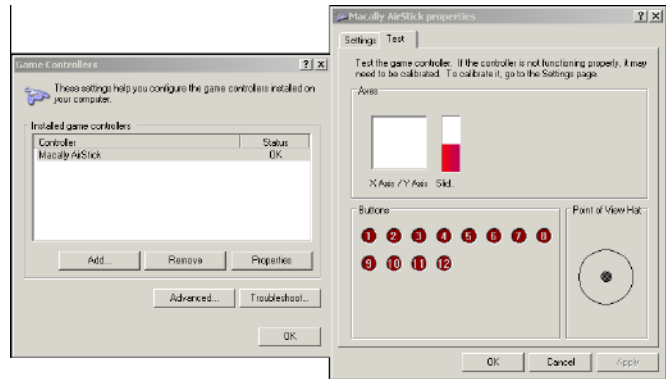 Game Controllers
These settings help you configure the game controllers installed on
your computer.
Installed game controllers
Controller Status
Macally AirStick OK
Add... Remove Properties
Advanced... Troubleshoot...
OK
Macally AirStick properties
Settings Test
Test the game controller. If the controller is not functioning properly, it may
need to be calibrated. To calibrate it, go to the Settings page.
Axes
X Axis / Y Axis Slid..
Buttons
1 2 3 4 5 6 7 8
9 10 11 12
Point of View Hat
OK Cancel Apply